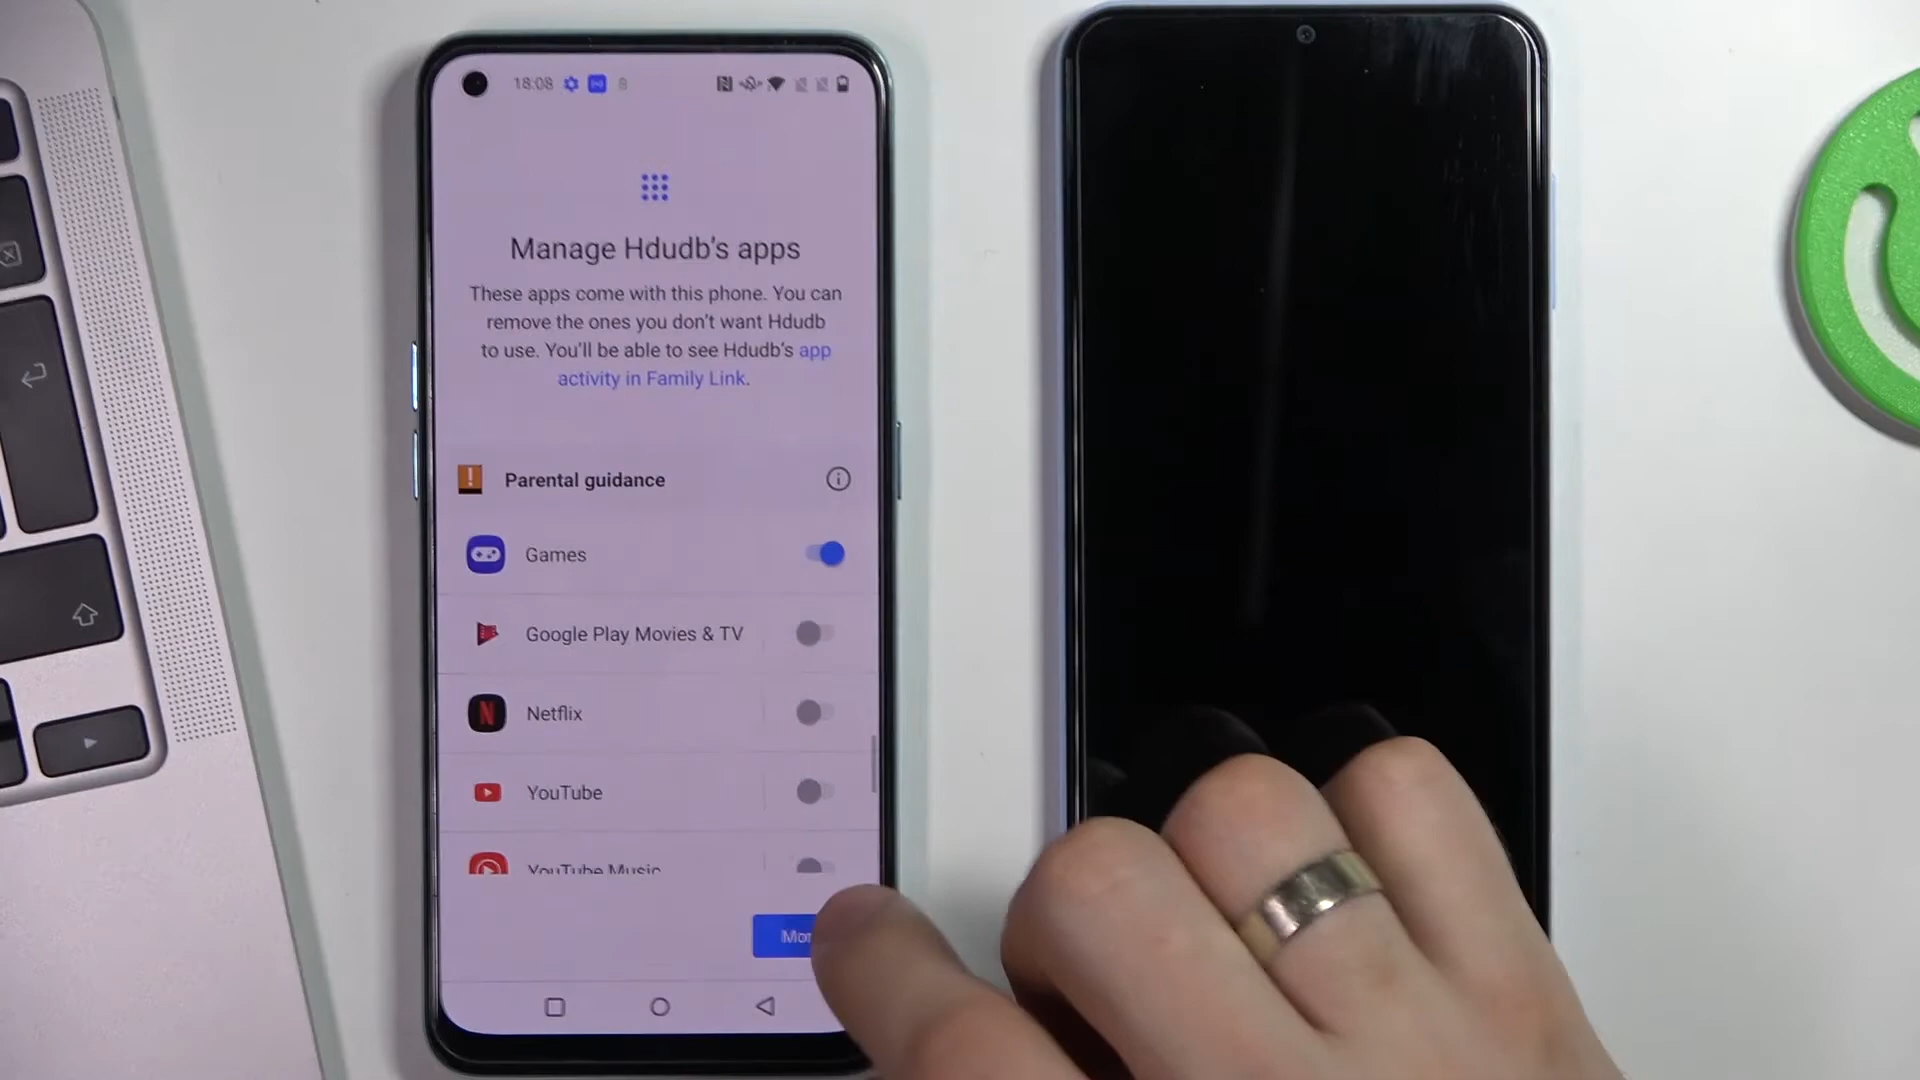 18:08
Manage Hdudb's apps
These apps come with this phone. You can
remove the ones you don't want Hdudb
to use. You'll be able to see Hdudb's app
activity in Family Link.
Parental guidance
Games
Google Play Movies & TV
Netflix
YouTube
YouTube Music
Mor